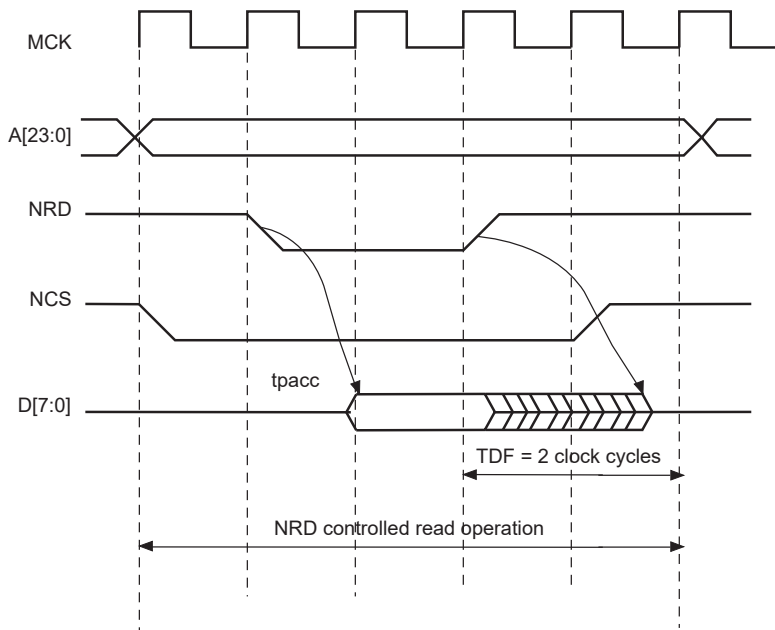 MCK
A[23:0]
NRD
NCS
tpacc
D[7:0]
TDF = 2 clock cycles
NRD controlled read operation